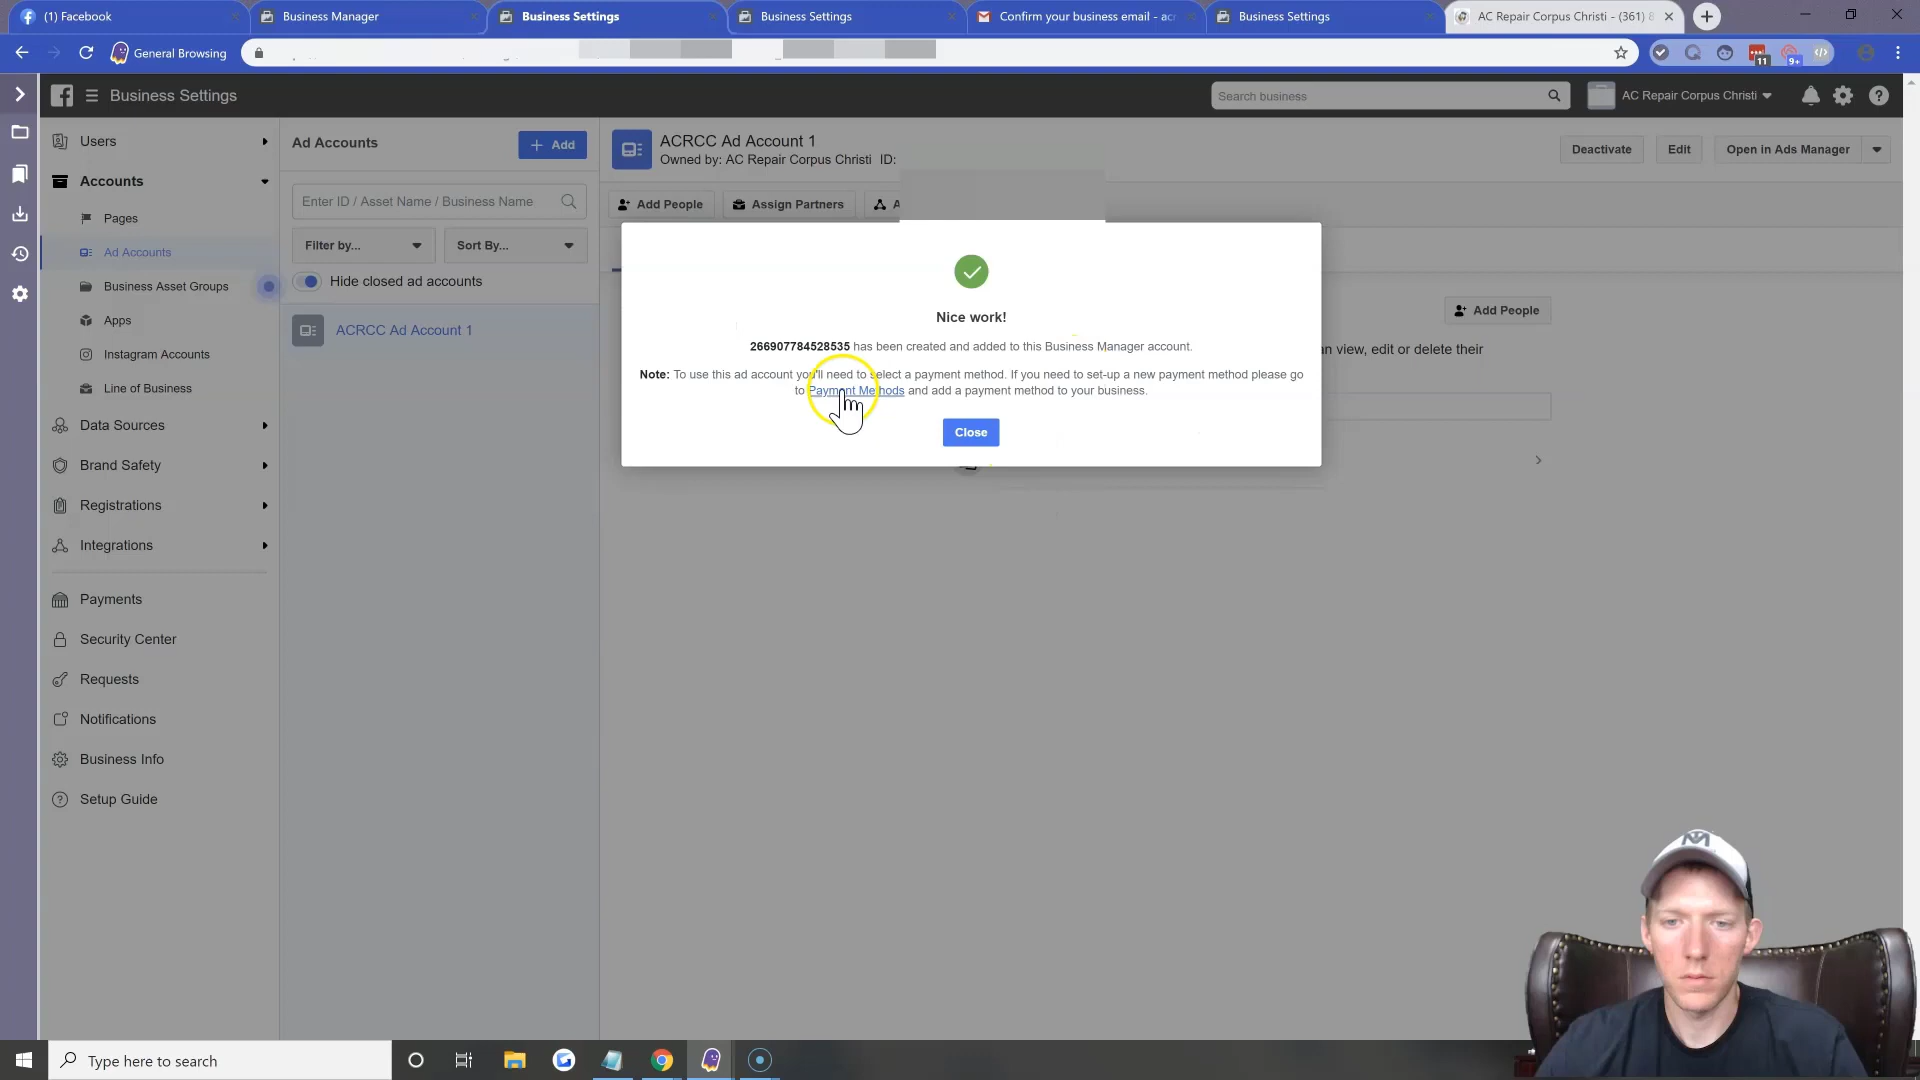 (1) Facebook
Business Manager
Business Settings
Business Settings
Confirm your business email - acr
Business Settings
AC Repair Corpus Christi - (361) 8
General Browsing
11
9+
Business Settings
Search business
AC Repair Corpus Christi
Users
Accounts
Pages
Ad Accounts
Business Asset Groups
Apps
Instagram Accounts
Line of Business
Data Sources
Brand Safety
Registrations
Integrations
Payments
Security Center
Requests
Notifications
Business Info
Setup Guide
Ad Accounts
+ Add
Enter ID / Asset Name / Business Name
Filter by...
Sort By...
Hide closed ad accounts
ACRCC Ad Account 1
ACRCC Ad Account 1
Owned by: AC Repair Corpus Christi ID:
Deactivate
Edit
Open in Ads Manager
Add People
Assign Partners
A
Add People
n view, edit or delete their
Nice work!
266907784528535 has been created and added to this Business Manager account.
Note: To use this ad account you'll need to select a payment method. If you need to set-up a new payment method please go
to Payment Methods and add a payment method to your business.
Close
Type here to search